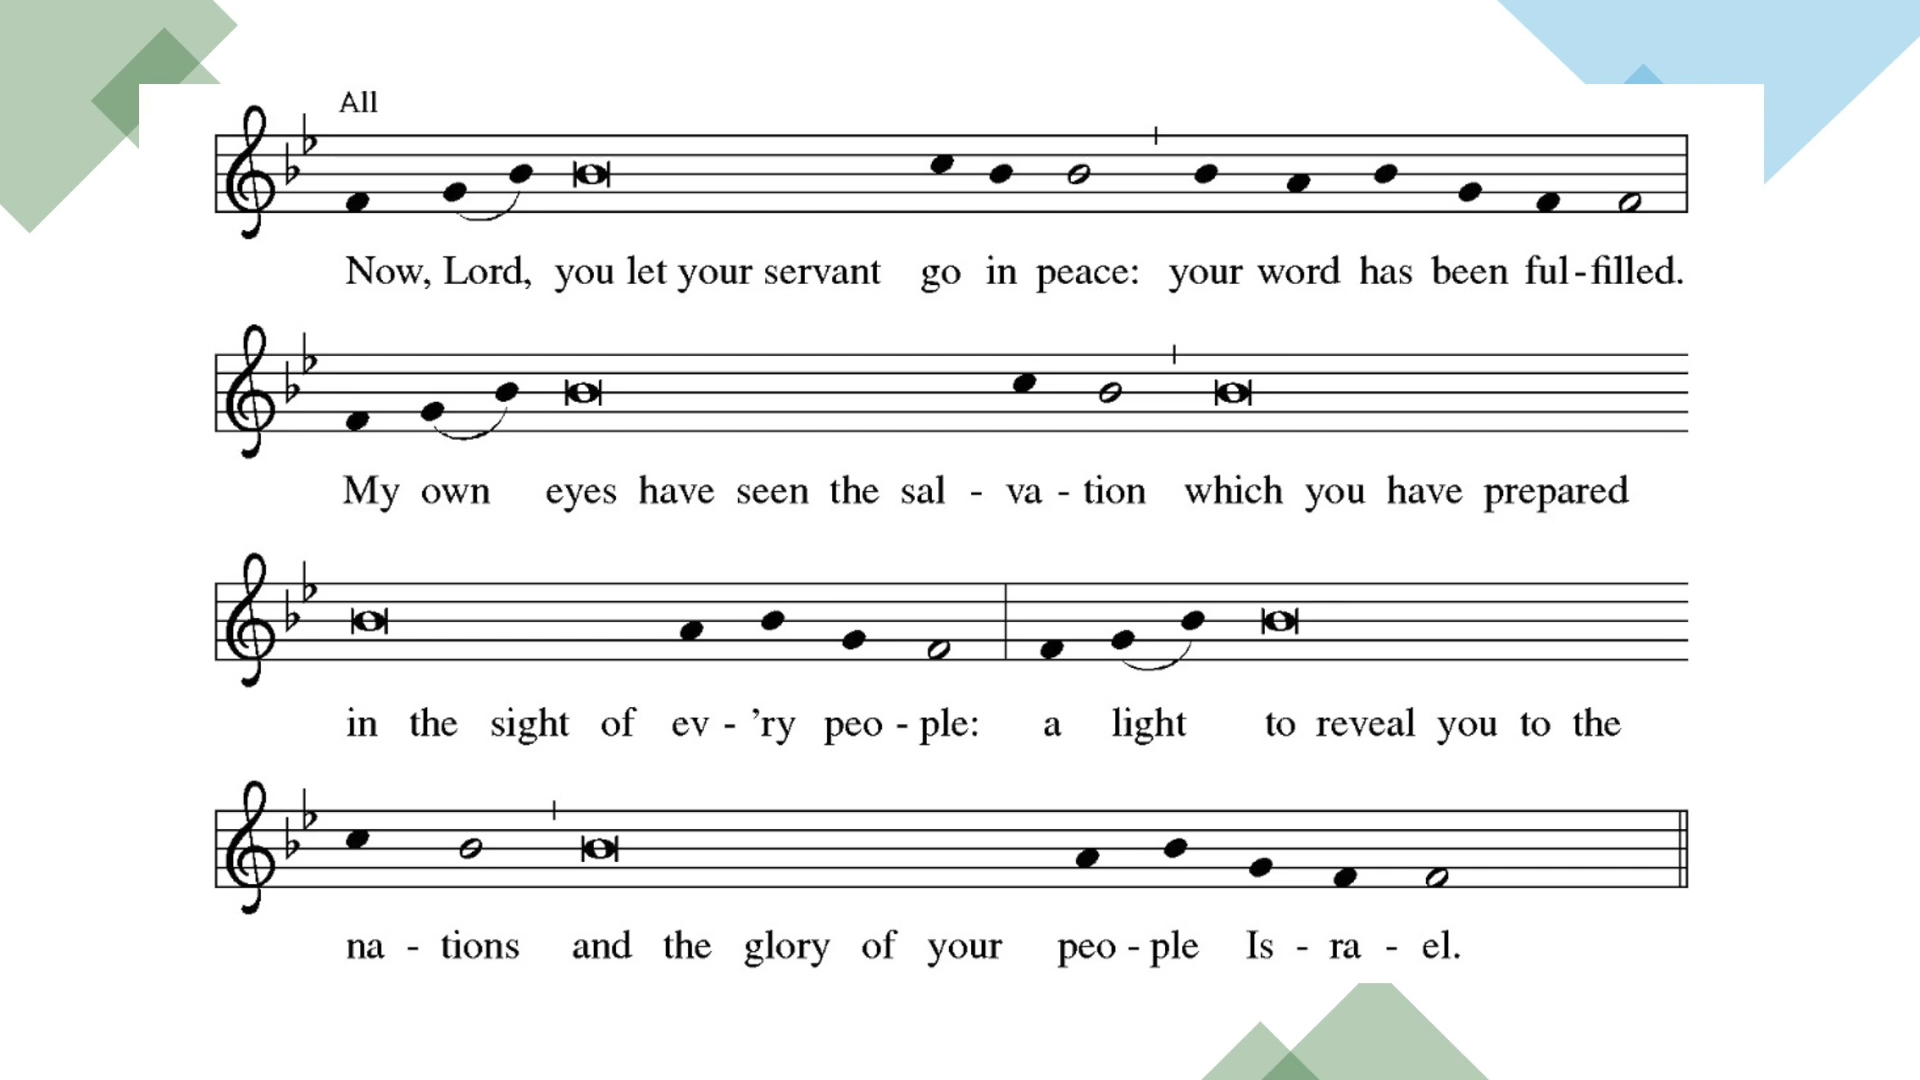 All
Now, Lord, you let your servant go in peace: your word has been ful-filled.
My own eyes have seen the sal - va - tion which you have prepared
in the sight of ev - ’ry peo - ple: a light to reveal you to the
na - tions and the glory of your peo - ple Is - ra - el.